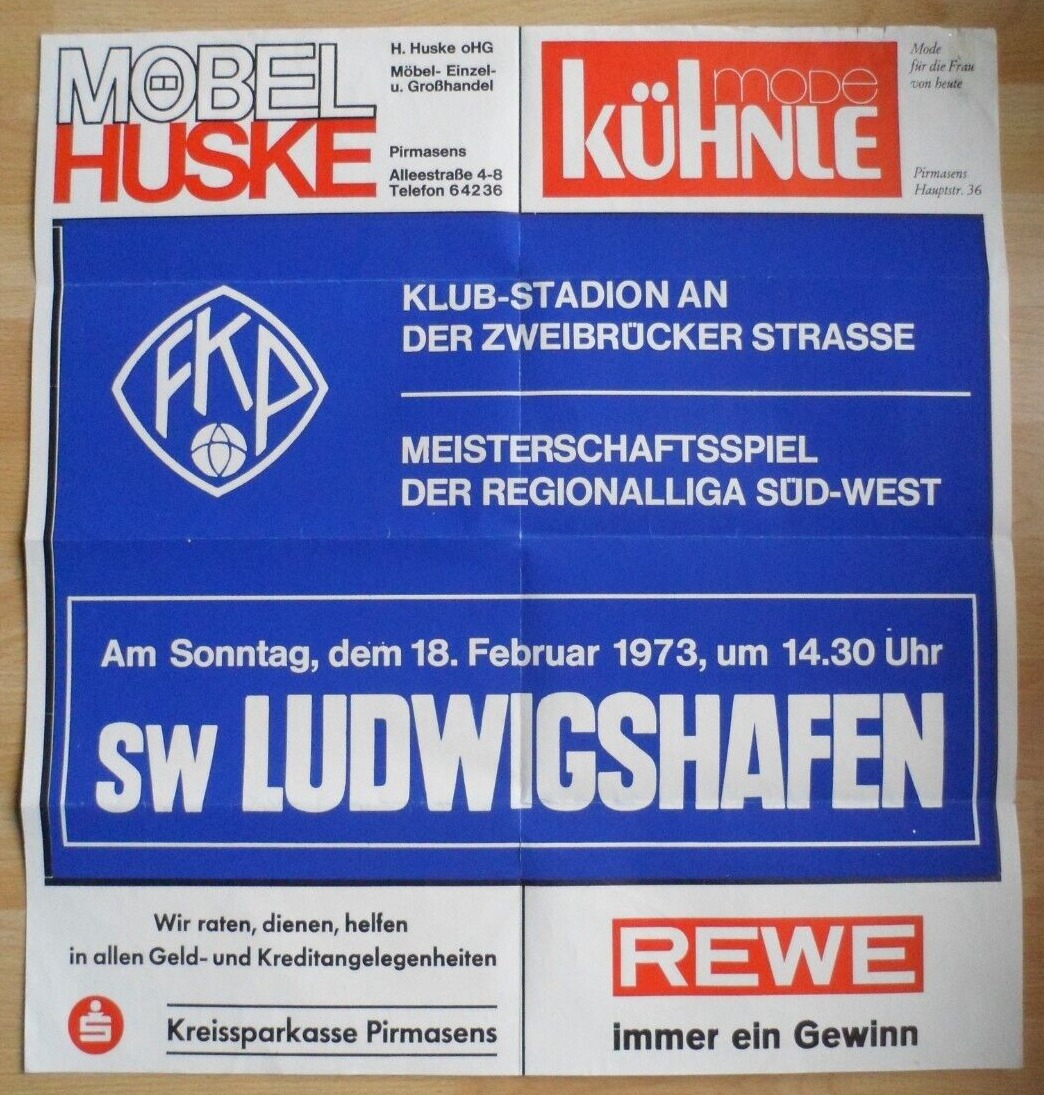 MÖBEL
HUSKE
H. Huske oHG
Möbel- Einzel-
u. Großhandel
Pirmasens
Alleestraße 4-8
Telefon 6 42 36
mode
KÜHNLE
Mode
für die Frau
von heute
Pirmasens
Hauptstr. 36
FKP
KLUB-STADION AN
DER ZWEIBRÜCKER STRASSE
MEISTERSCHAFTSSPIEL
DER REGIONALLIGA SÜD-WEST
Am Sonntag, dem 18. Februar 1973, um 14.30 Uhr
SW LUDWIGSHAFEN
Wir raten, dienen, helfen
in allen Geld- und Kreditangelegenheiten
Kreissparkasse Pirmasens
REWE
immer ein Gewinn